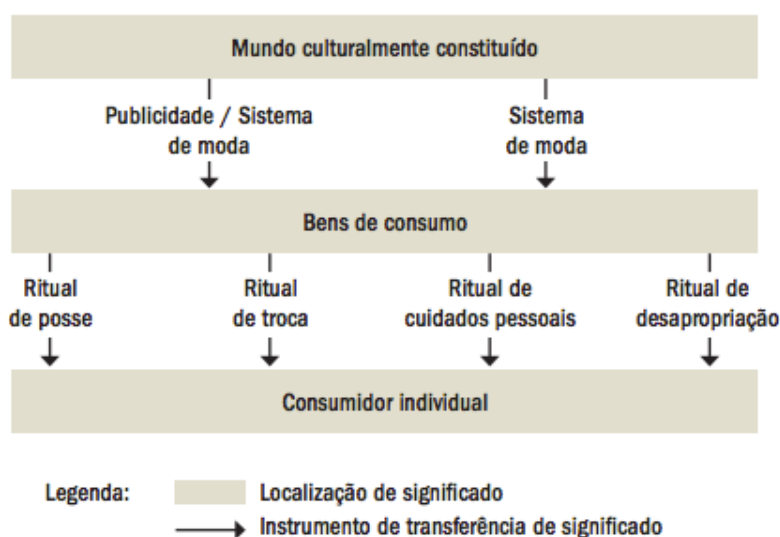 Mundo culturalmente constituído
Publicidade / Sistema
de moda
Sistema
de moda
Bens de consumo
Ritual
de posse
Ritual
de troca
Ritual de
cuidados pessoais
Ritual de
desapropriação
Consumidor individual
Legenda:
Localização de significado
Instrumento de transferência de significado